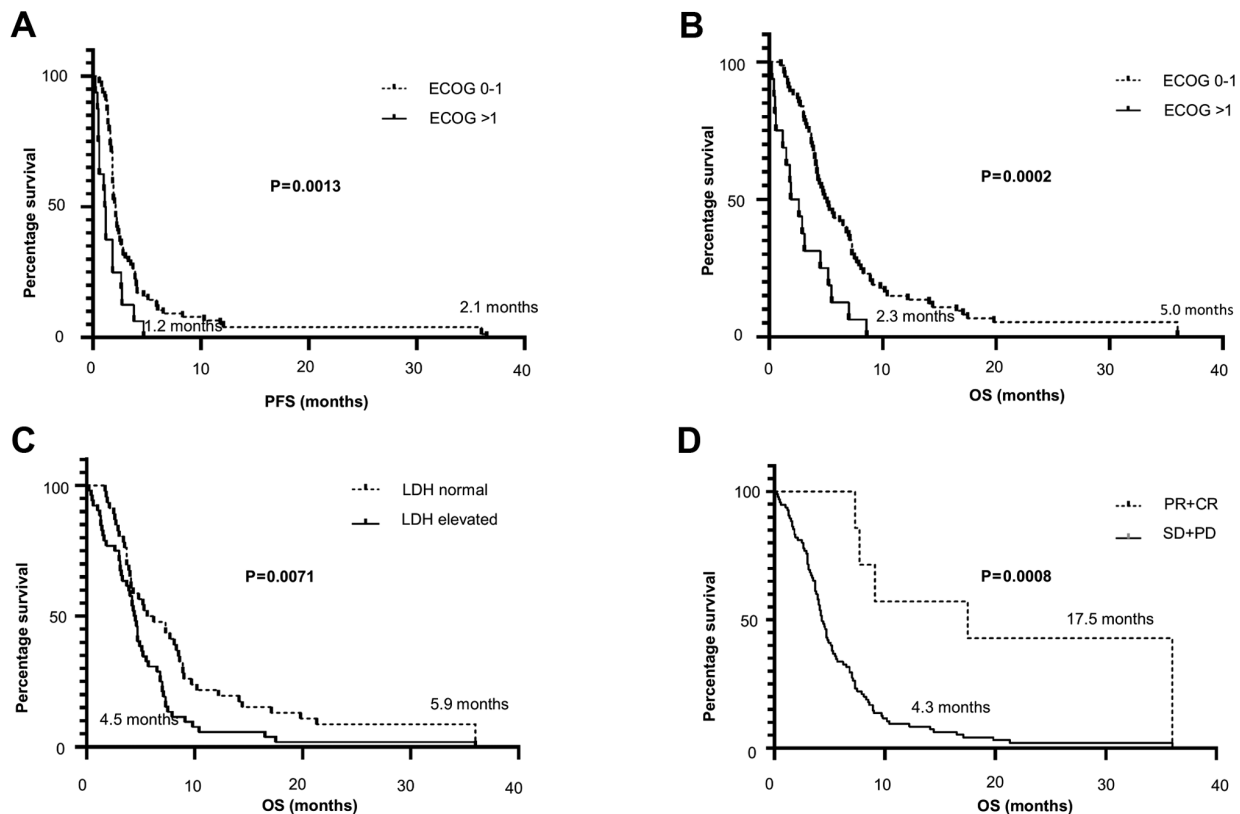 A
Percentage survival
100
50
0
ECOG 0-1
ECOG >1
P=0.0013
1.2 months
2.1 months
0 10 20 30 40
PFS (months)
B
Percentage survival
100
50
0
ECOG 0-1
ECOG >1
P=0.0002
2.3 months
5.0 months
0 10 20 30 40
OS (months)
C
Percentage survival
100
50
0
LDH normal
LDH elevated
P=0.0071
4.5 months
5.9 months
0 10 20 30 40
OS (months)
D
Percentage survival
100
50
0
PR+CR
SD+PD
P=0.0008
17.5 months
4.3 months
0 10 20 30 40
OS (months)